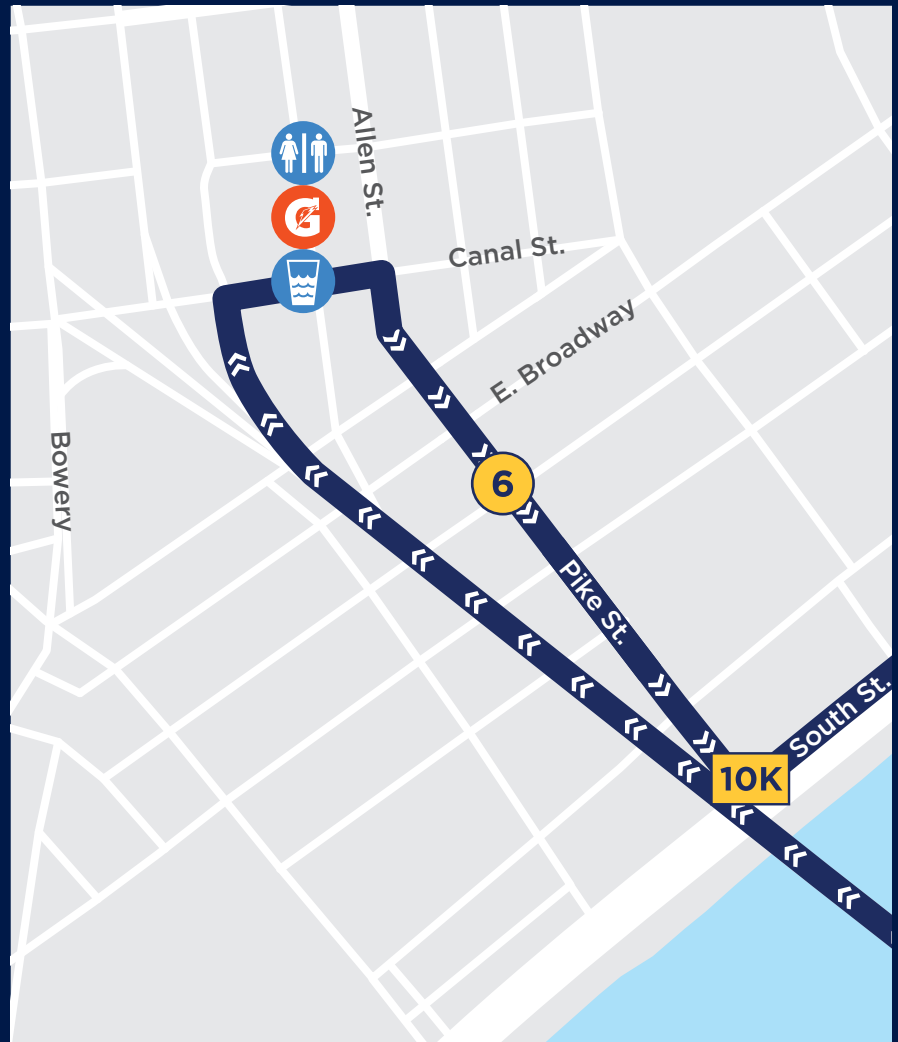 Allen St.
G
Canal St.
E. Broadway
Bowery
6
Pike St.
South St.
10K